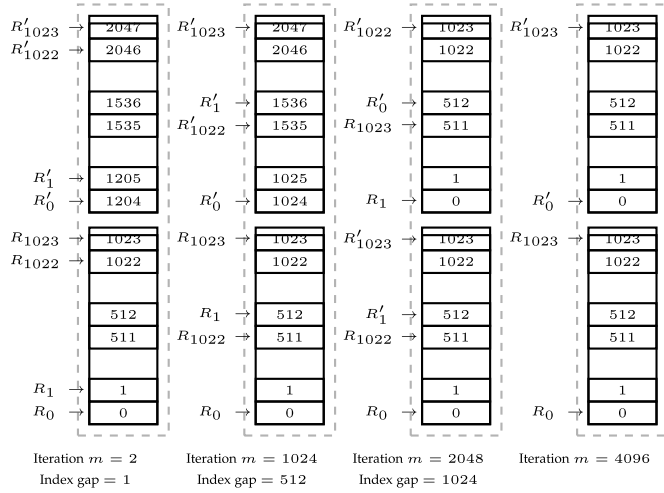 R′1023 → 2047 R′1023 → 2047 R′1022 → 1023 R′1023 → 1023
R′1022 → 2046 2046 1022 1022
1536 R′1 → 1536 R′0 → 512 512
1535 R′1022 → 1535 R1023 → 511 511
R′1 → 1205 1025 1 1
R′0 → 1204 R′0 → 1024 R1 → 0 R′0 → 0
R1023 → 1023 R1023 → 1023 R′1023 → 1023 R1023 → 1023
R1022 → 1022 1022 1022 1022
512 R1 → 512 R′1 → 512 512
511 R1022 → 511 R1022 → 511 511
R1 → 1 1 1 1
R0 → 0 R0 → 0 R0 → 0 R0 → 0
Iteration m = 2 Iteration m = 1024 Iteration m = 2048 Iteration m = 4096
Index gap = 1 Index gap = 512 Index gap = 1024